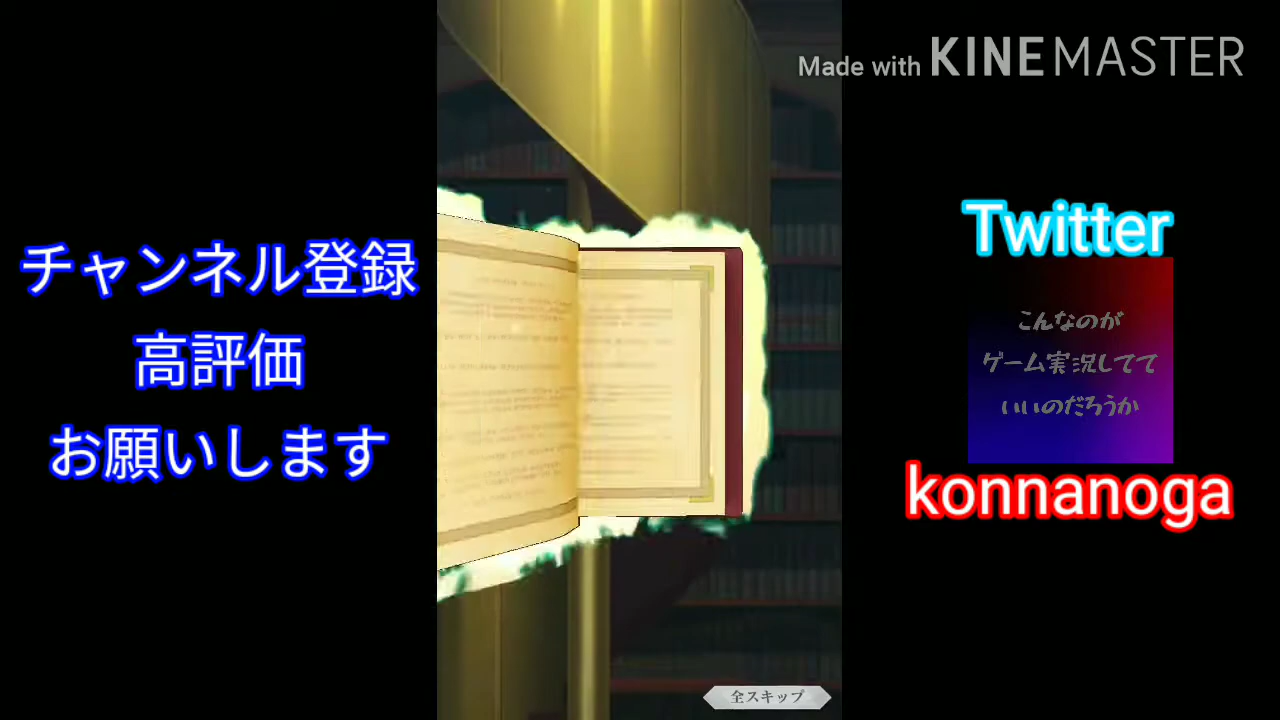 Made with KINEMASTER
チャンネル登録
高評価
お願いします
Twitter
こんなのが
ゲーム実況してて
いいのだろうか
konnanoga
全スキップ